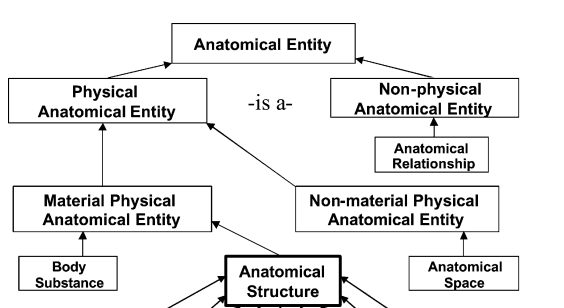 Anatomical Entity
Physical
Anatomical Entity
-is a-
Non-physical
Anatomical Entity
Anatomical
Relationship
Material Physical
Anatomical Entity
Non-material Physical
Anatomical Entity
Body
Substance
Anatomical
Structure
Anatomical
Space